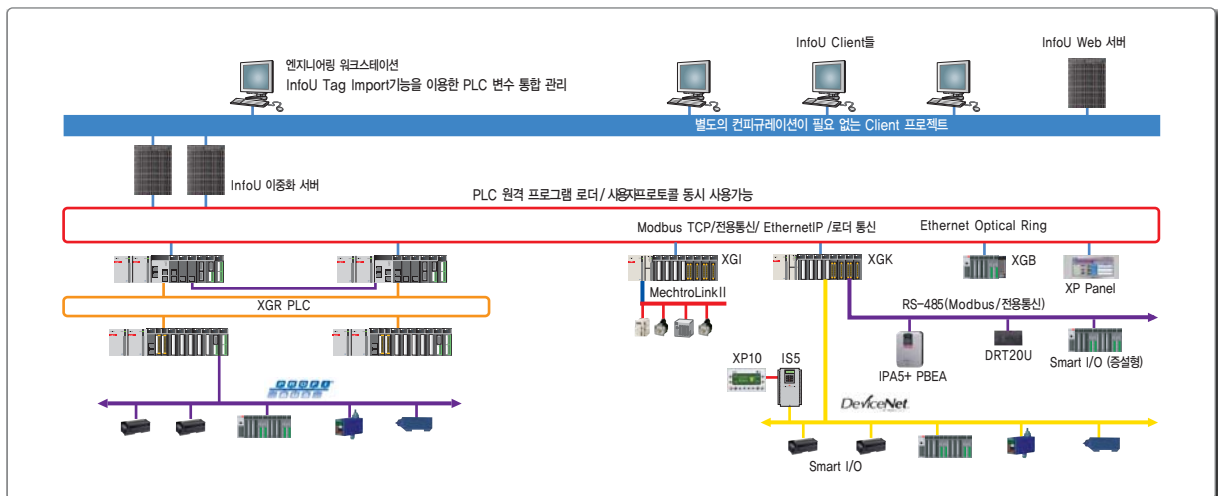 엔지니어링 워크스테이션
InfoU Tag Import기능을 이용한 PLC 변수 통합 관리
InfoU Client들
InfoU Web 서버
별도의 컨피규레이션이 필요 없는 Client 프로젝트
InfoU 이중화 서버
PLC 원격 프로그램 로더/ 사용자프로토콜 동시 사용가능
Modbus TCP/전용통신/ EthernetIP /로더 통신
Ethernet Optical Ring
XGI
XGK
XGB
XP Panel
MechtroLinkII
XGR PLC
RS-485(Modbus/전용통신)
IPA5+ PBEA
DRT20U
Smart I/O (증설형)
XP10
IS5
PROFI
BUS
DeviceNet
Smart I/O